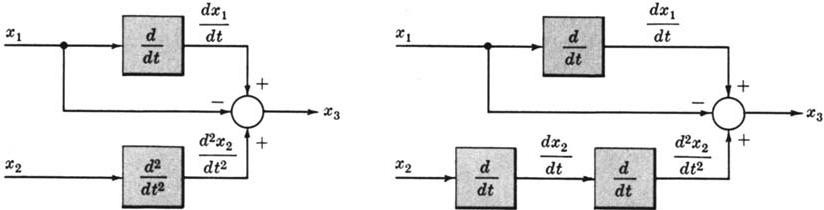 x₁ d/dt dx₁/dt + − x₃ +
x₂ d²/dt² d²x₂/dt²
x₁ d/dt dx₁/dt + − x₃ +
x₂ d/dt dx₂/dt d/dt d²x₂/dt²